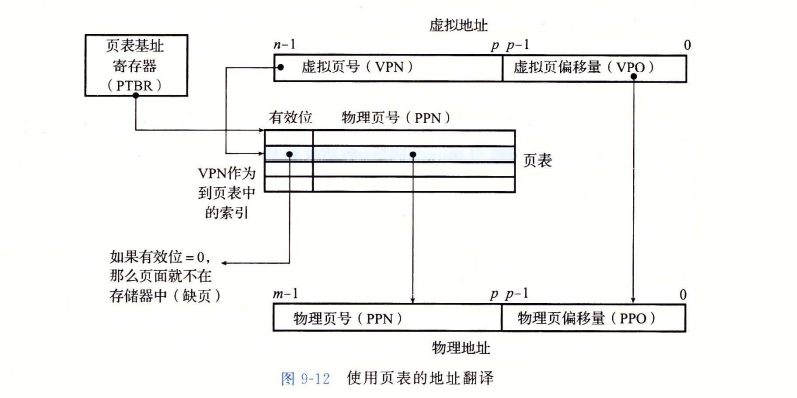 虚拟地址
页表基址
寄存器
（PTBR）
n-1 p p-1 0
虚拟页号（VPN） 虚拟页偏移量（VPO）
有效位 物理页号（PPN）
页表
VPN作为
到页表中
的索引
如果有效位=0，
那么页面就不在
存储器中（缺页）
m-1 p p-1 0
物理页号（PPN） 物理页偏移量（PPO）
物理地址
图 9-12 使用页表的地址翻译